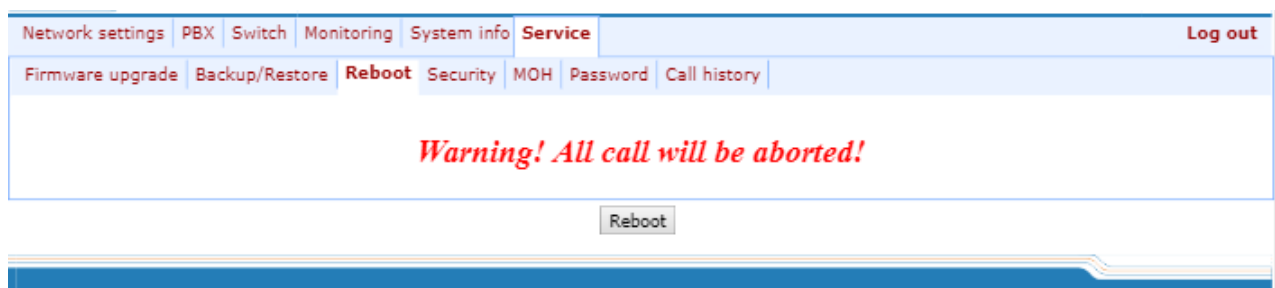 Network settings PBX Switch Monitoring System info Service Log out
Firmware upgrade Backup/Restore Reboot Security MOH Password Call history
Warning! All call will be aborted!
Reboot